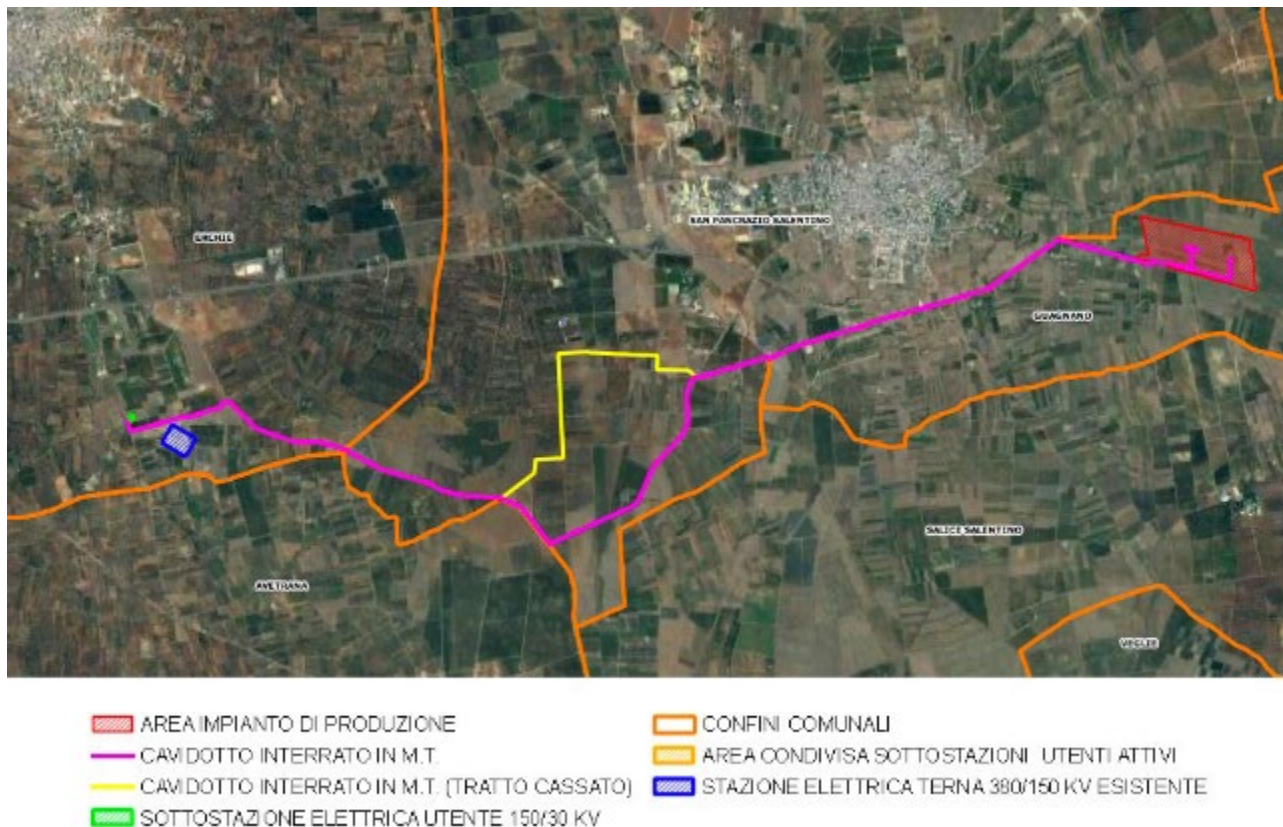 SAN PANCRAZIO SALENTINO
ERCHIE
GUAGNANO
SALICE SALENTINO
AVETRANA
VEGLIE
AREA IMPIANTO DI PRODUZIONE
CONFINI COMUNALI
CAVIDOTTO INTERRATO IN M.T.
AREA CONDIVISA SOTTOSTAZIONI UTENTI ATTIVI
CAVIDOTTO INTERRATO IN M.T. (TRATTO CASSATO)
STAZIONE ELETTRICA TERNA 380/150 KV ESISTENTE
SOTTOSTAZIONE ELETTRICA UTENTE 150/30 KV